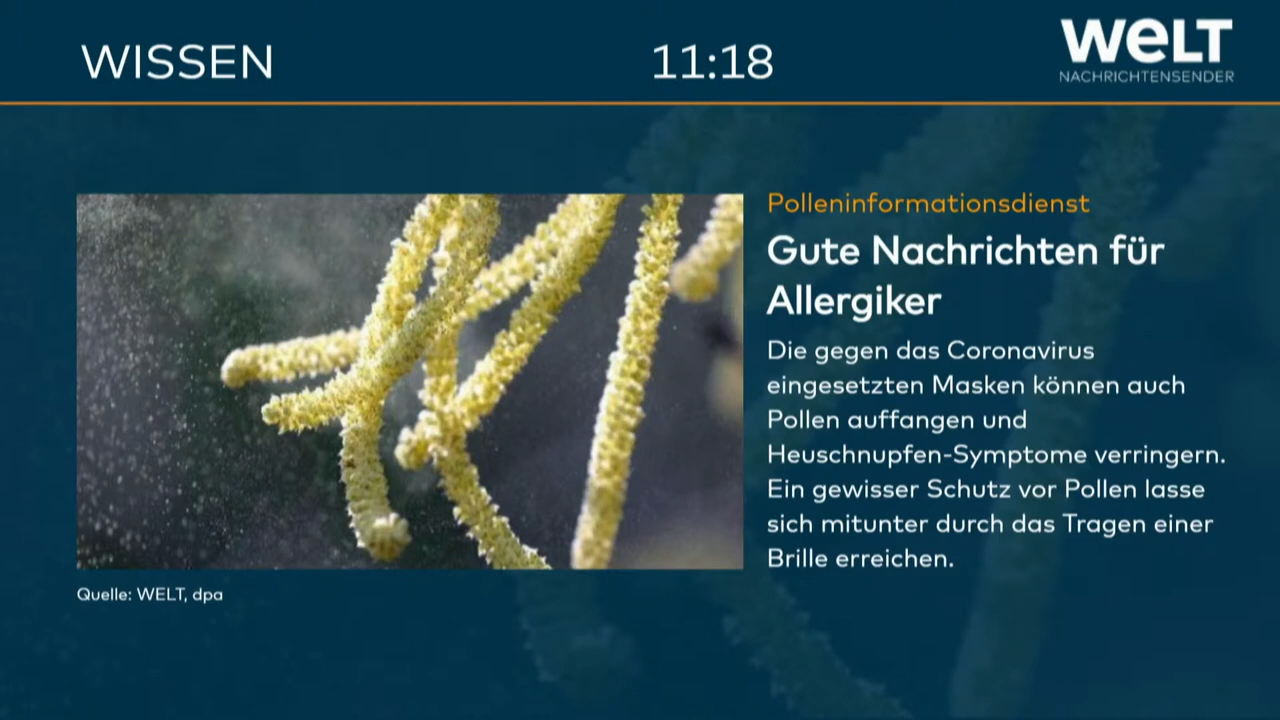 WISSEN
11:18
WELT
NACHRICHTENSENDER
Polleninformationsdienst
Gute Nachrichten für
Allergiker
Die gegen das Coronavirus
eingesetzten Masken können auch
Pollen auffangen und
Heuschnupfen-Symptome verringern.
Ein gewisser Schutz vor Pollen lasse
sich mitunter durch das Tragen einer
Brille erreichen.
Quelle: WELT, dpa